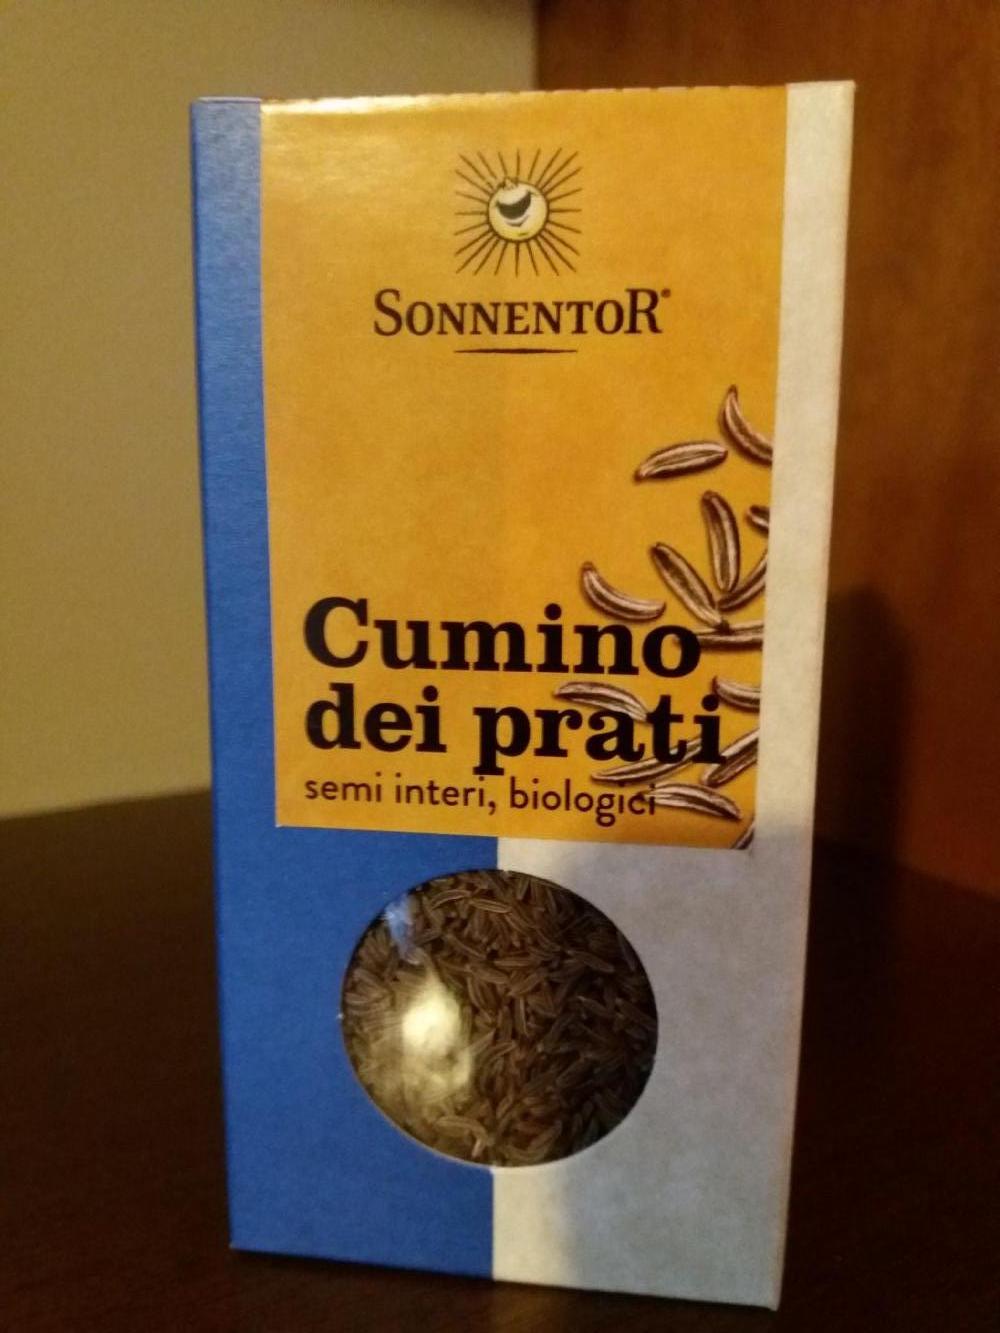 SONNENTOR®
Cumino
dei prati
semi interi, biologici